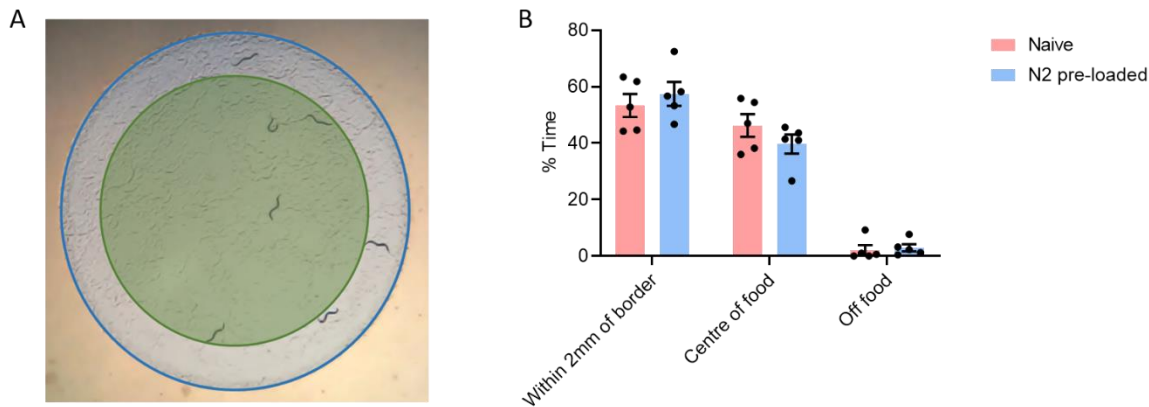 A
B
80
60
40
20
0
% Time
Within 2mm of border
Centre of food
Off food
Naive
N2 pre-loaded